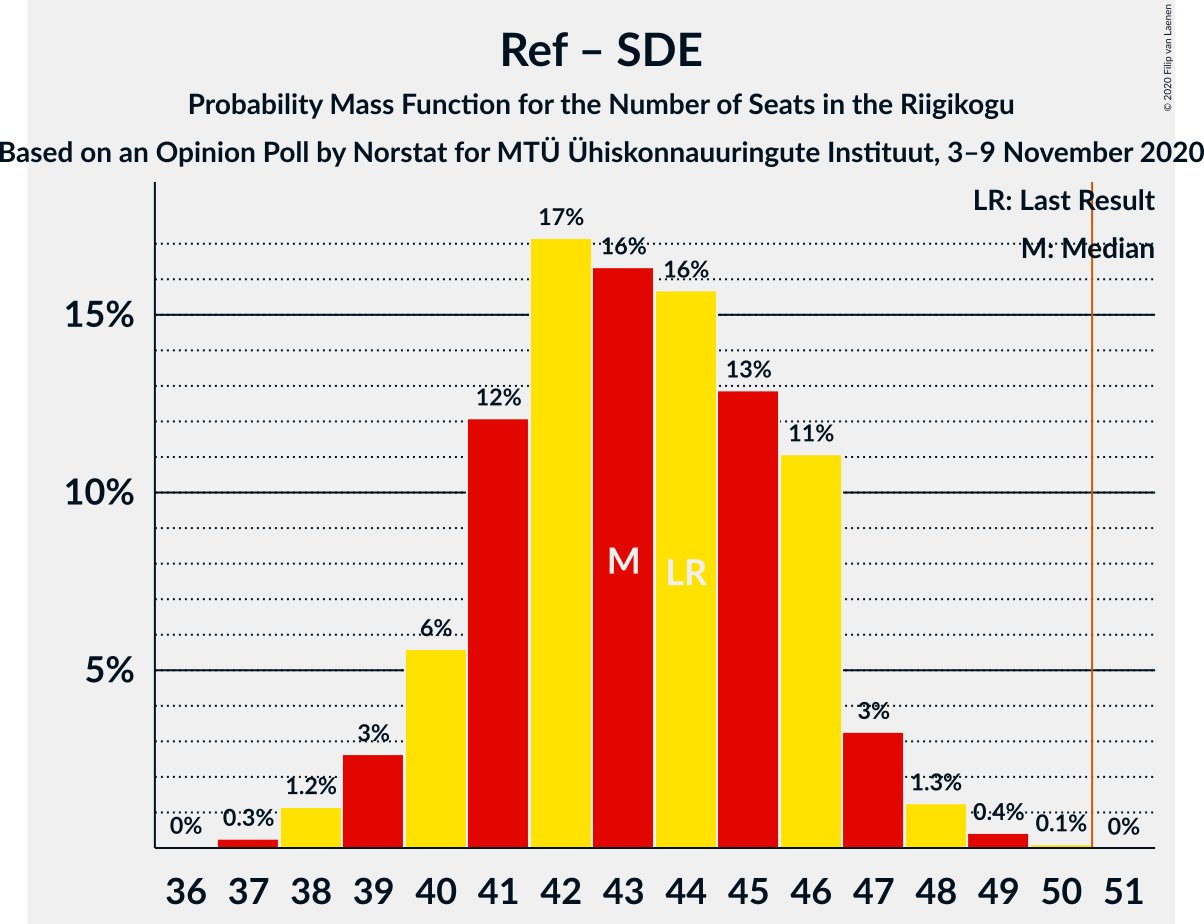 Ref – SDE
Probability Mass Function for the Number of Seats in the Riigikogu
Based on an Opinion Poll by Norstat for MTÜ Ühiskonnauuringute Instituut, 3–9 November 2020
© 2020 Filip van Laenen
LR: Last Result
M: Median
15%
10%
5%
0%
0.3%
1.2%
3%
6%
12%
17%
16%
16%
13%
11%
3%
1.3%
0.4%
0.1%
0%
M
LR
36 37 38 39 40 41 42 43 44 45 46 47 48 49 50 51